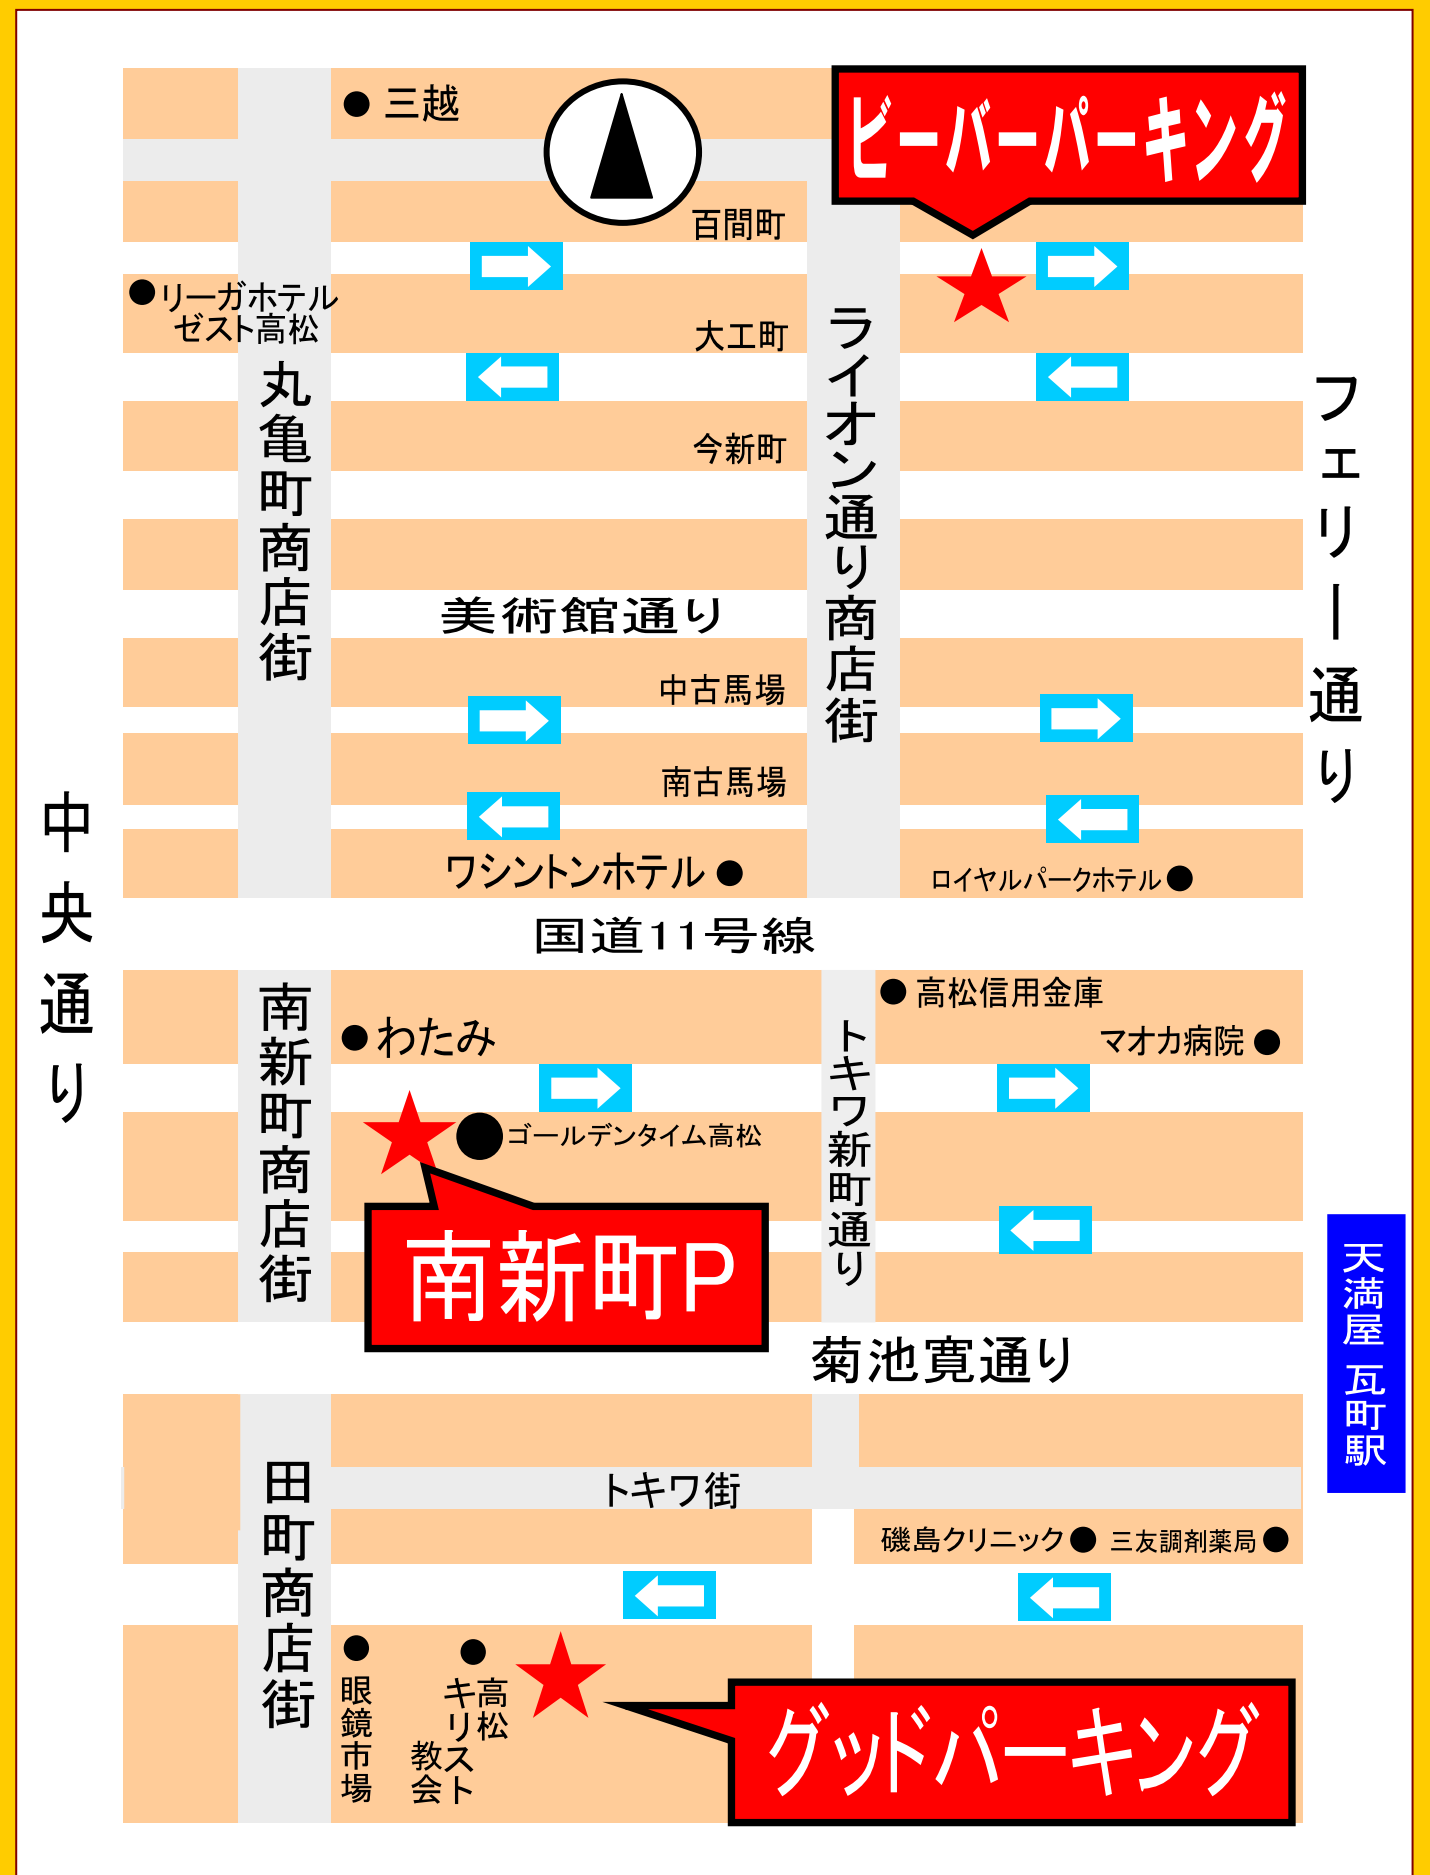 三越
ビーバーパーキング
百間町
リーガホテル
ゼスト高松
大工町
丸亀町商店街
今新町
ライオン通り商店街
フェリー通り
美術館通り
中古馬場
南古馬場
中央通り
ワシントンホテル
ロイヤルパークホテル
国道11号線
南新町商店街
高松信用金庫
わたみ
マオカ病院
トキワ新町通り
ゴールデンタイム高松
南新町P
天満屋 瓦町駅
菊池寛通り
田町商店街
トキワ街
磯島クリニック
三友調剤薬局
眼鏡市場
高松
キリスト
教会
グッドパーキング